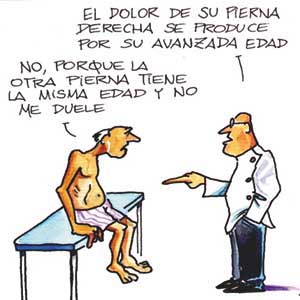 EL DOLOR DE SU PIERNA
DERECHA SE PRODUCE
POR SU AVANZADA EDAD
NO, PORQUE LA
OTRA PIERNA TIENE
LA MISMA EDAD Y NO
ME DUELE